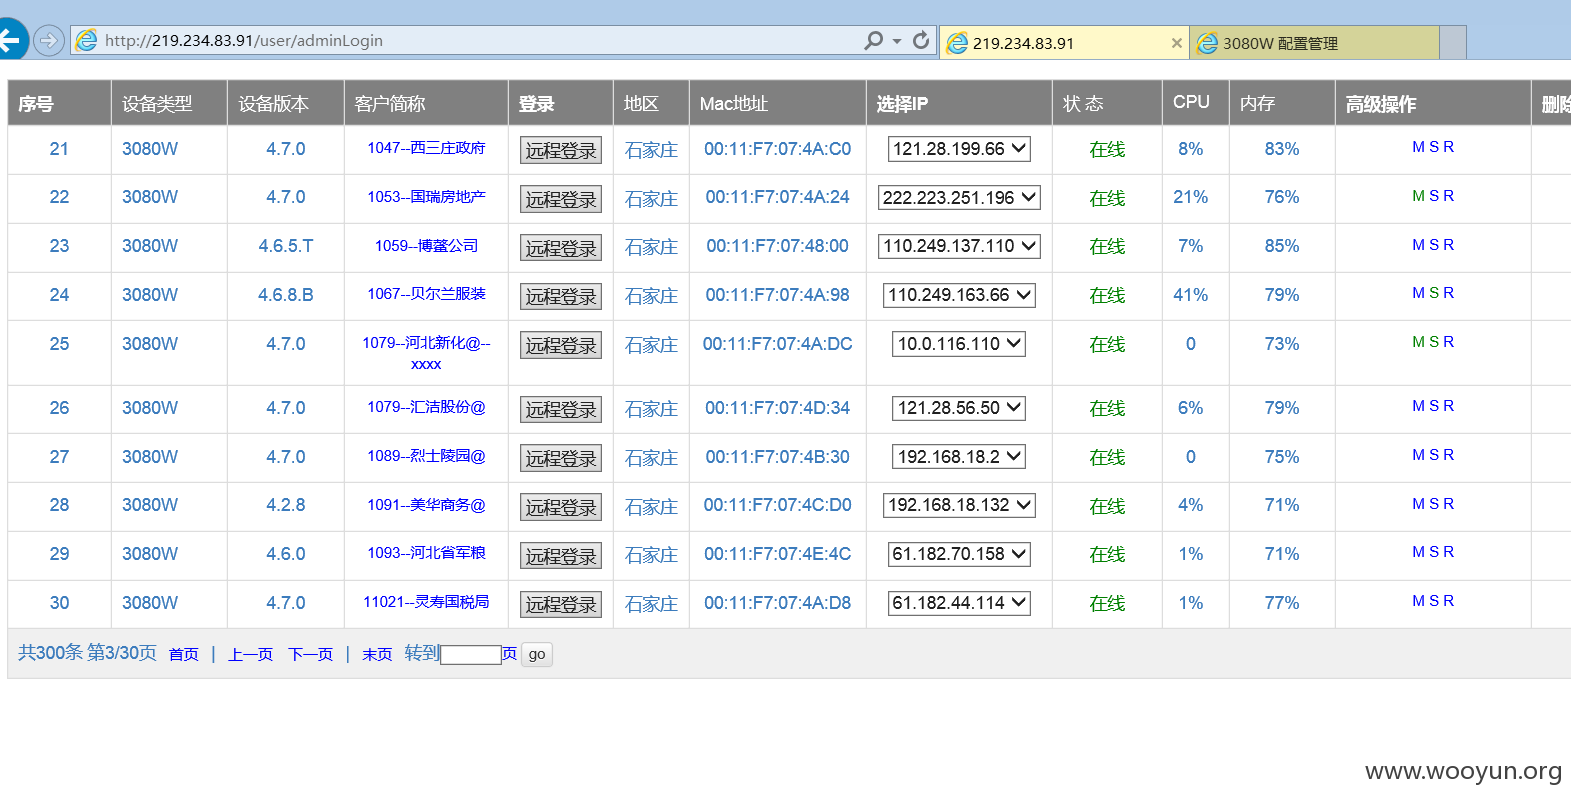 http://219.234.83.91/user/adminLogin 219.234.83.91 3080W 配置管理
序号 设备类型 设备版本 客户简称 登录 地区 Mac地址 选择IP 状 态 CPU 内存 高级操作 删除
21 3080W 4.7.0 1047--西三庄政府 远程登录 石家庄 00:11:F7:07:4A:C0 121.28.199.66 在线 8% 83% M S R
22 3080W 4.7.0 1053--国瑞房地产 远程登录 石家庄 00:11:F7:07:4A:24 222.223.251.196 在线 21% 76% M S R
23 3080W 4.6.5.T 1059--博鳌公司 远程登录 石家庄 00:11:F7:07:48:00 110.249.137.110 在线 7% 85% M S R
24 3080W 4.6.8.B 1067--贝尔兰服装 远程登录 石家庄 00:11:F7:07:4A:98 110.249.163.66 在线 41% 79% M S R
25 3080W 4.7.0 1079--河北新化@-- 远程登录 石家庄 00:11:F7:07:4A:DC 10.0.116.110 在线 0 73% M S R
xxxx
26 3080W 4.7.0 1079--汇洁股份@ 远程登录 石家庄 00:11:F7:07:4D:34 121.28.56.50 在线 6% 79% M S R
27 3080W 4.7.0 1089--烈士陵园@ 远程登录 石家庄 00:11:F7:07:4B:30 192.168.18.2 在线 0 75% M S R
28 3080W 4.2.8 1091--美华商务@ 远程登录 石家庄 00:11:F7:07:4C:D0 192.168.18.132 在线 4% 71% M S R
29 3080W 4.6.0 1093--河北省军粮 远程登录 石家庄 00:11:F7:07:4E:4C 61.182.70.158 在线 1% 71% M S R
30 3080W 4.7.0 11021--灵寿国税局 远程登录 石家庄 00:11:F7:07:4A:D8 61.182.44.114 在线 1% 77% M S R
共300条 第3/30页 首页 | 上一页 下一页 | 末页 转到 页 go
www.wooyun.org